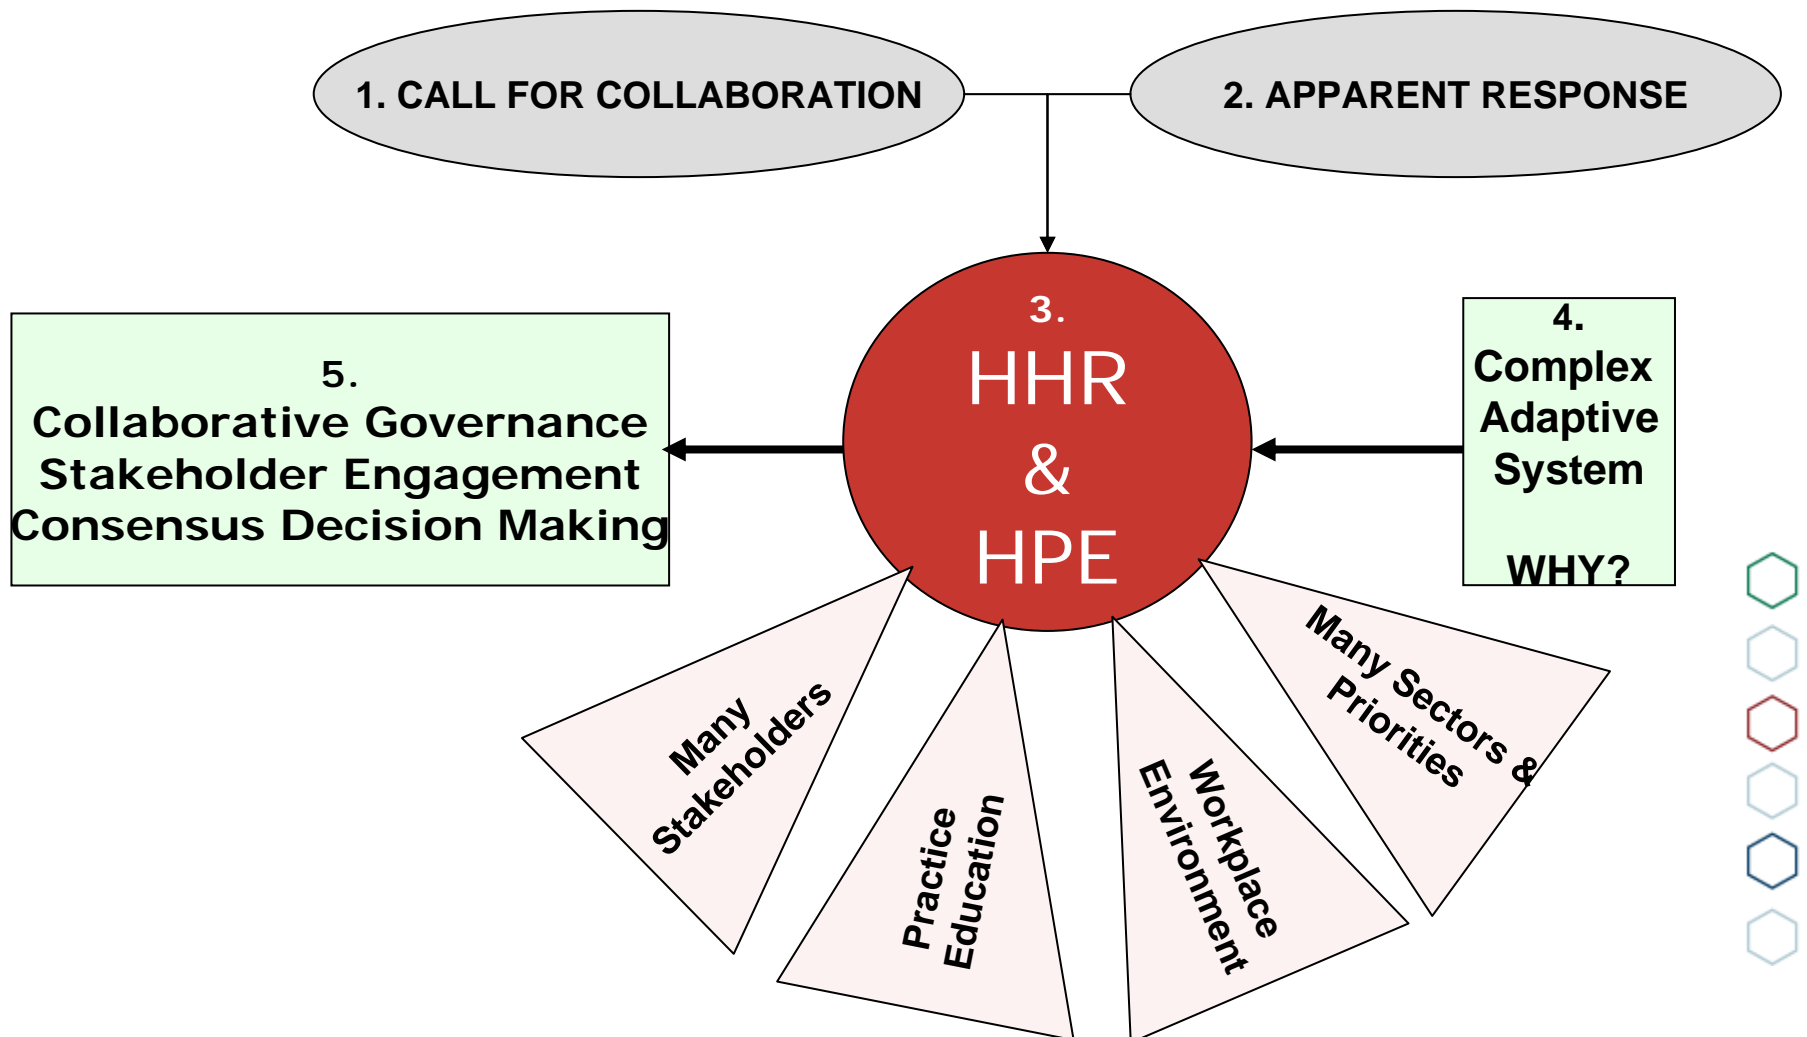 1. CALL FOR COLLABORATION
2. APPARENT RESPONSE
3.
HHR
&
HPE
4.
Complex
Adaptive
System
WHY?
5.
Collaborative Governance
Stakeholder Engagement
Consensus Decision Making
Many
Stakeholders
Practice
Education
Workplace
Environment
Many Sectors &
Priorities